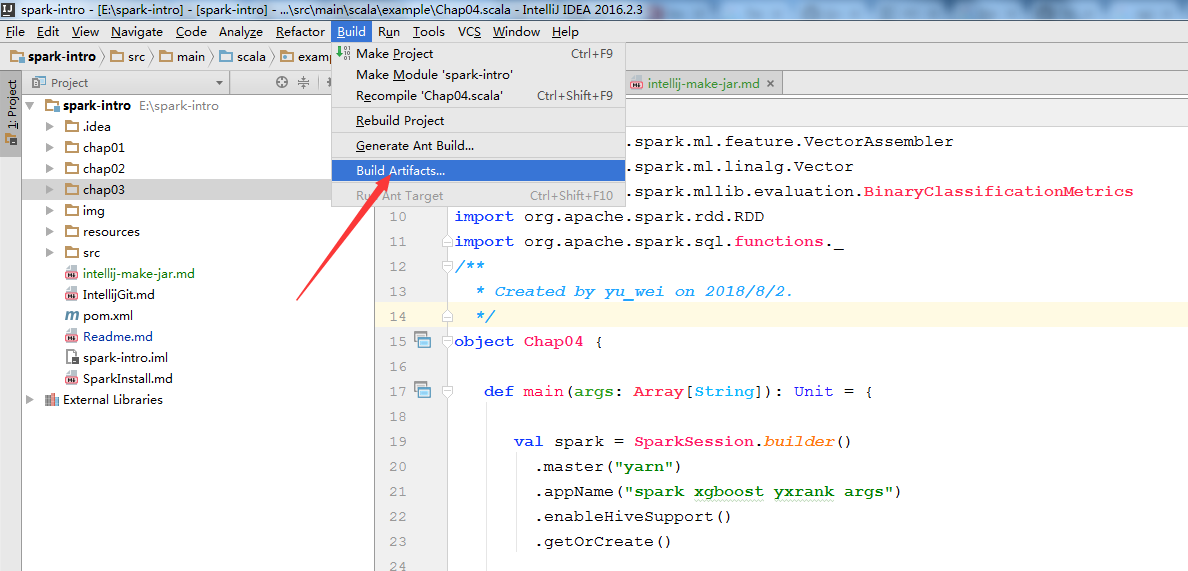 spark-intro - [E:\spark-intro] - [spark-intro] - ...\src\main\scala\example\Chap04.scala - IntelliJ IDEA 2016.2.3
File Edit View Navigate Code Analyze Refactor Build Run Tools VCS Window Help
spark-intro src main scala
Make Project Ctrl+F9
Make Module 'spark-intro'
Recompile 'Chap04.scala' Ctrl+Shift+F9
Rebuild Project
Generate Ant Build...
Build Artifacts...
Run Ant Target Ctrl+Shift+F10
1: Project
Project
spark-intro E:\spark-intro
.idea
chap01
chap02
chap03
img
resources
src
intellij-make-jar.md
IntellijGit.md
pom.xml
Readme.md
spark-intro.iml
SparkInstall.md
External Libraries
intellij-make-jar.md
.spark.ml.feature.VectorAssembler
.spark.ml.linalg.Vector
.spark.mllib.evaluation.BinaryClassificationMetrics
10 import org.apache.spark.rdd.RDD
11 import org.apache.spark.sql.functions._
12 /**
13 * Created by yu_wei on 2018/8/2.
14 */
15 object Chap04 {
16
17 def main(args: Array[String]): Unit = {
18
19 val spark = SparkSession.builder()
20 .master("yarn")
21 .appName("spark xgboost yxrank args")
22 .enableHiveSupport()
23 .getOrCreate()
24